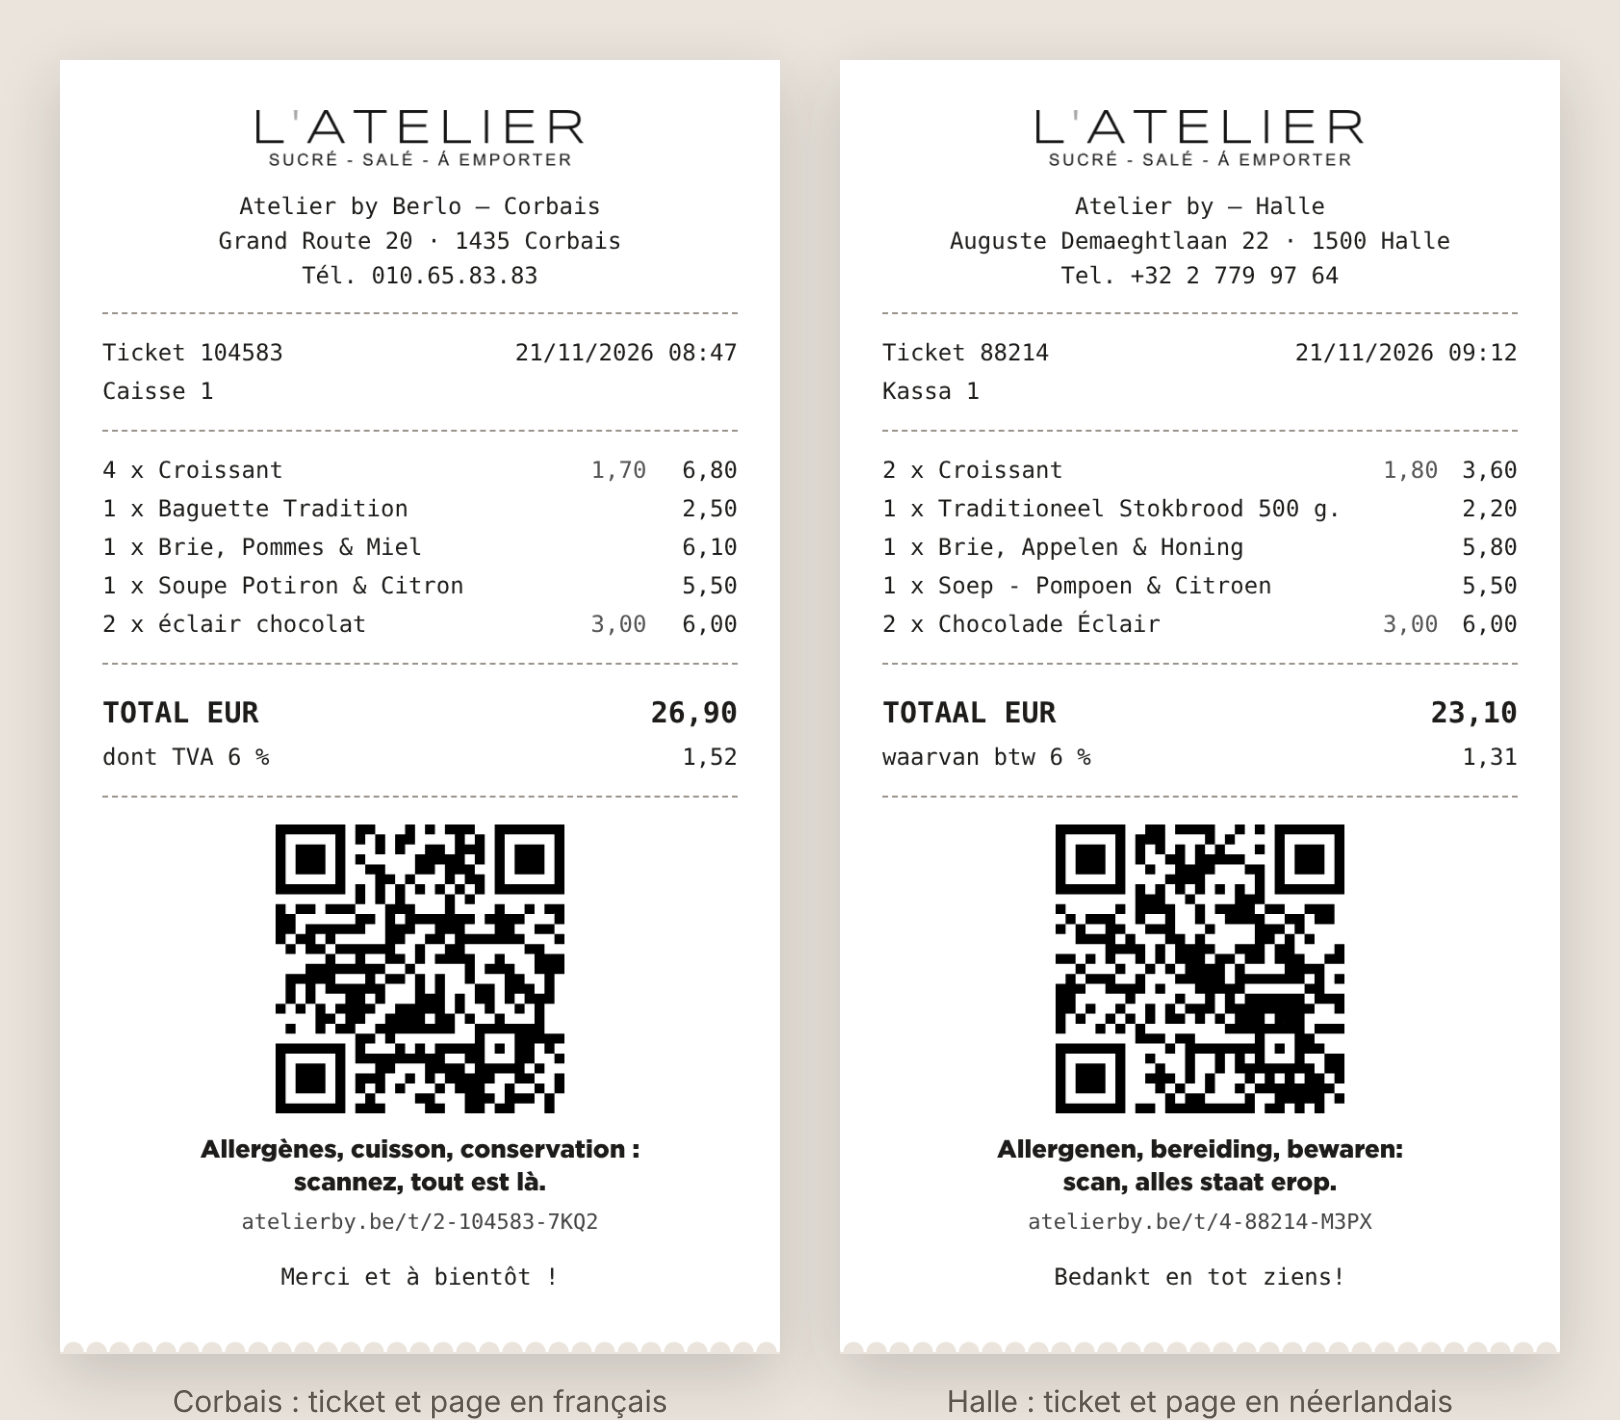 L'ATELIER
SUCRÉ - SALÉ - Á EMPORTER
Atelier by Berlo — Corbais
Grand Route 20 · 1435 Corbais
Tél. 010.65.83.83
Ticket 104583 21/11/2026 08:47
Caisse 1
4 x Croissant 1,70 6,80
1 x Baguette Tradition 2,50
1 x Brie, Pommes & Miel 6,10
1 x Soupe Potiron & Citron 5,50
2 x éclair chocolat 3,00 6,00
TOTAL EUR 26,90
dont TVA 6 % 1,52
Allergènes, cuisson, conservation :
scannez, tout est là.
atelierby.be/t/2-104583-7KQ2
Merci et à bientôt !
Corbais : ticket et page en français
L'ATELIER
SUCRÉ - SALÉ - Á EMPORTER
Atelier by — Halle
Auguste Demaeghtlaan 22 · 1500 Halle
Tel. +32 2 779 97 64
Ticket 88214 21/11/2026 09:12
Kassa 1
2 x Croissant 1,80 3,60
1 x Traditioneel Stokbrood 500 g. 2,20
1 x Brie, Appelen & Honing 5,80
1 x Soep - Pompoen & Citroen 5,50
2 x Chocolade Éclair 3,00 6,00
TOTAAL EUR 23,10
waarvan btw 6 % 1,31
Allergenen, bereiding, bewaren:
scan, alles staat erop.
atelierby.be/t/4-88214-M3PX
Bedankt en tot ziens!
Halle : ticket et page en néerlandais